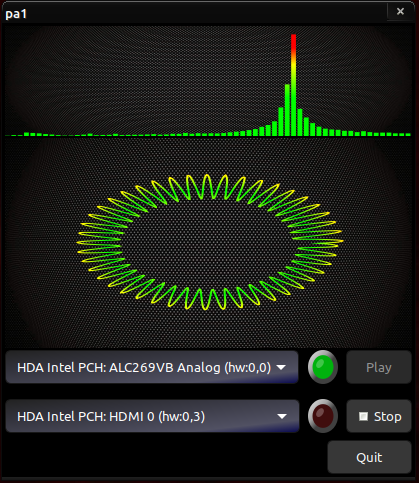 pa1
HDA Intel PCH: ALC269VB Analog (hw:0,0)
Play
HDA Intel PCH: HDMI 0 (hw:0,3)
Stop
Quit